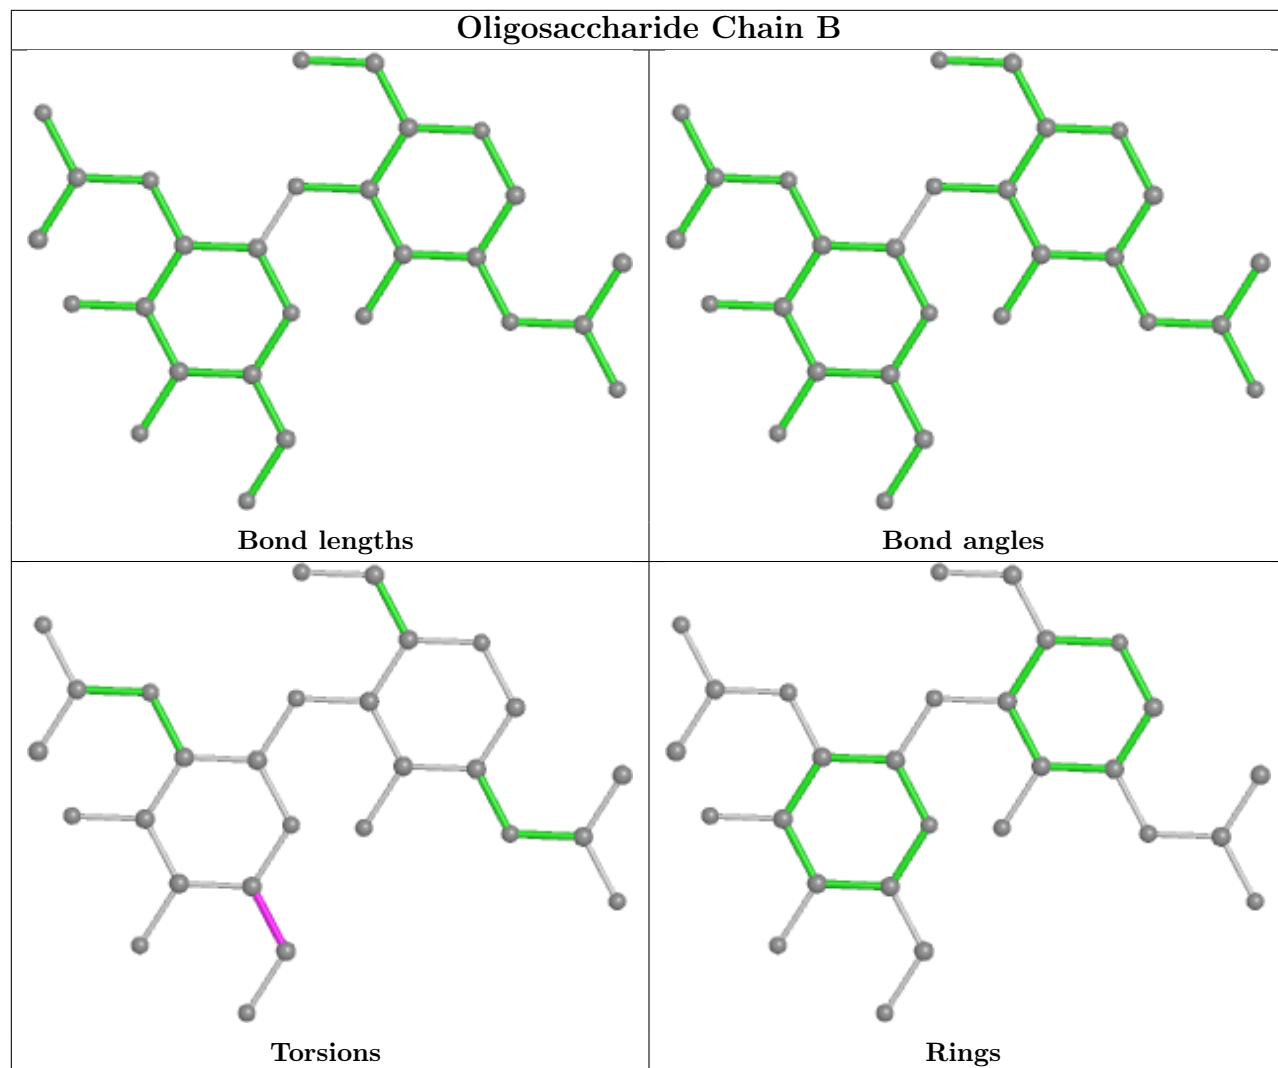 Oligosaccharide Chain B
Bond lengths
Bond angles
Torsions
Rings